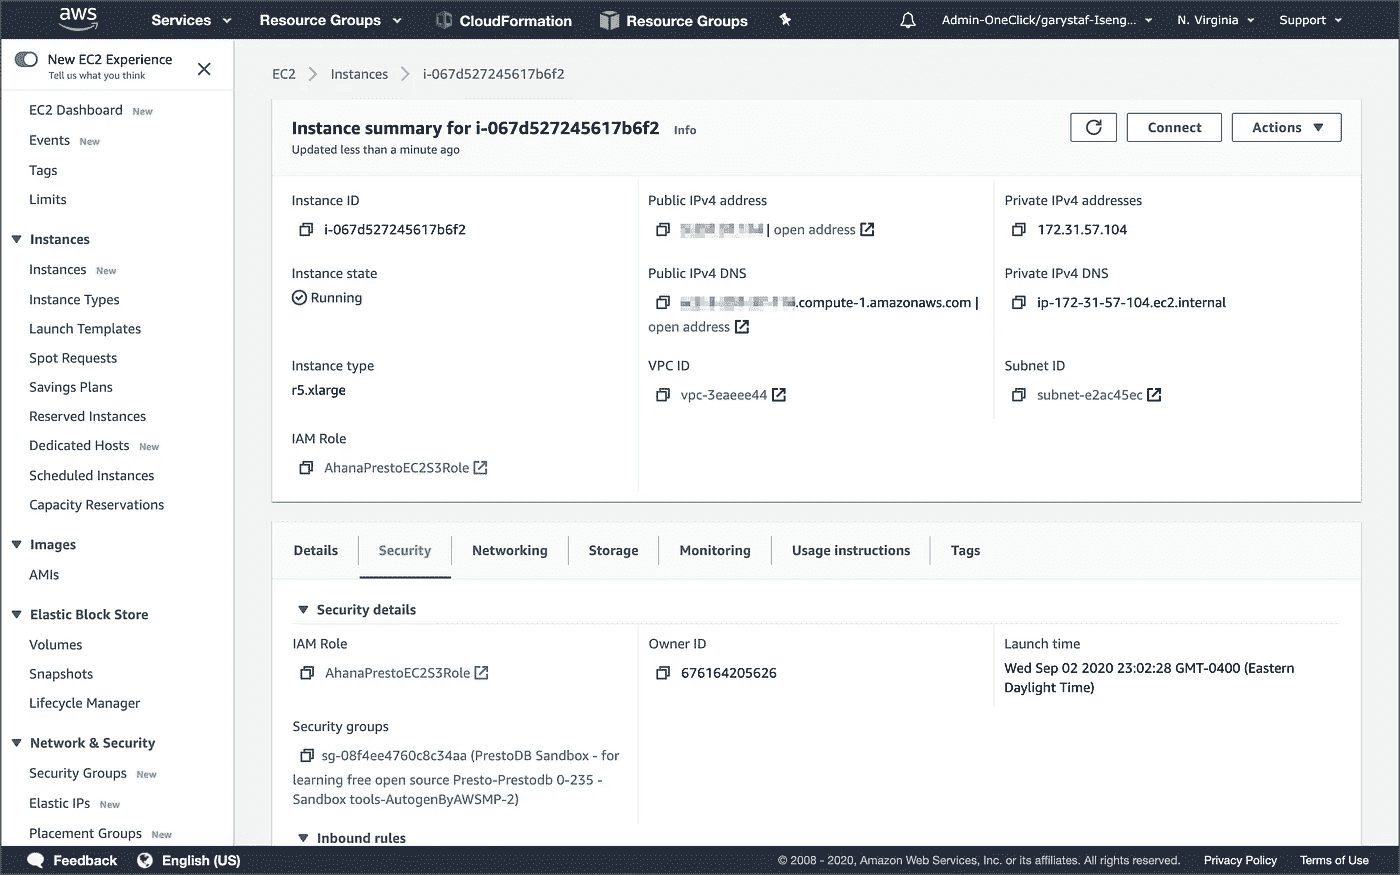 aws
Services
Resource Groups
CloudFormation
Resource Groups
Admin-OneClick/garystaf-Iseng...
N. Virginia
Support
New EC2 Experience
Tell us what you think
EC2 Dashboard New
Events New
Tags
Limits
Instances
Instances New
Instance Types
Launch Templates
Spot Requests
Savings Plans
Reserved Instances
Dedicated Hosts New
Scheduled Instances
Capacity Reservations
Images
AMIs
Elastic Block Store
Volumes
Snapshots
Lifecycle Manager
Network & Security
Security Groups New
Elastic IPs New
Placement Groups New
EC2 > Instances > i-067d527245617b6f2
Instance summary for i-067d527245617b6f2 Info
Updated less than a minute ago
Connect
Actions
Instance ID
i-067d527245617b6f2
Public IPv4 address
| open address
Private IPv4 addresses
172.31.57.104
Instance state
Running
Public IPv4 DNS
.compute-1.amazonaws.com |
open address
Private IPv4 DNS
ip-172-31-57-104.ec2.internal
Instance type
r5.xlarge
VPC ID
vpc-3eaeee44
Subnet ID
subnet-e2ac45ec
IAM Role
AhanaPrestoEC2S3Role
Details
Security
Networking
Storage
Monitoring
Usage instructions
Tags
Security details
IAM Role
AhanaPrestoEC2S3Role
Owner ID
676164205626
Launch time
Wed Sep 02 2020 23:02:28 GMT-0400 (Eastern
Daylight Time)
Security groups
sg-08f4ee4760c8c34aa (PrestoDB Sandbox - for
learning free open source Presto-Prestodb 0-235 -
Sandbox tools-AutogenByAWSMP-2)
Inbound rules
Feedback
English (US)
© 2008 - 2020, Amazon Web Services, Inc. or its affiliates. All rights reserved.
Privacy Policy
Terms of Use